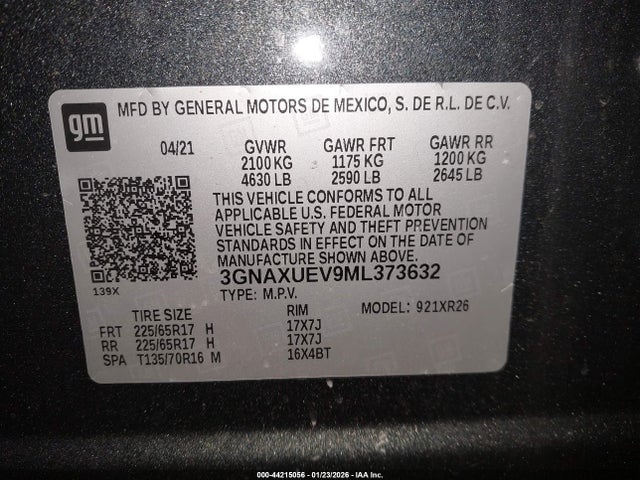 gm
MFD BY GENERAL MOTORS DE MEXICO, S. DE R.L. DE C.V.
04/21 GVWR GAWR FRT GAWR RR
2100 KG 1175 KG 1200 KG
4630 LB 2590 LB 2645 LB
THIS VEHICLE CONFORMS TO ALL
APPLICABLE U.S. FEDERAL MOTOR
VEHICLE SAFETY AND THEFT PREVENTION
STANDARDS IN EFFECT ON THE DATE OF
MANUFACTURE SHOWN ABOVE.
3GNAXUEV9ML373632
139X TYPE: M.P.V.
TIRE SIZE RIM MODEL: 921XR26
FRT 225/65R17 H 17X7J
RR 225/65R17 H 17X7J
SPA T135/70R16 M 16X4BT
000-44215056 - 01/23/2026 - IAA Inc.